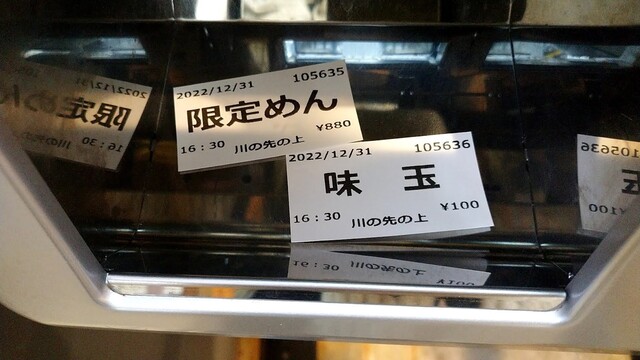 2022/12/31 105635
限定めん
¥880
16:30 川の先の上
2022/12/31 105636
味 玉
16:30 川の先の上 ¥100